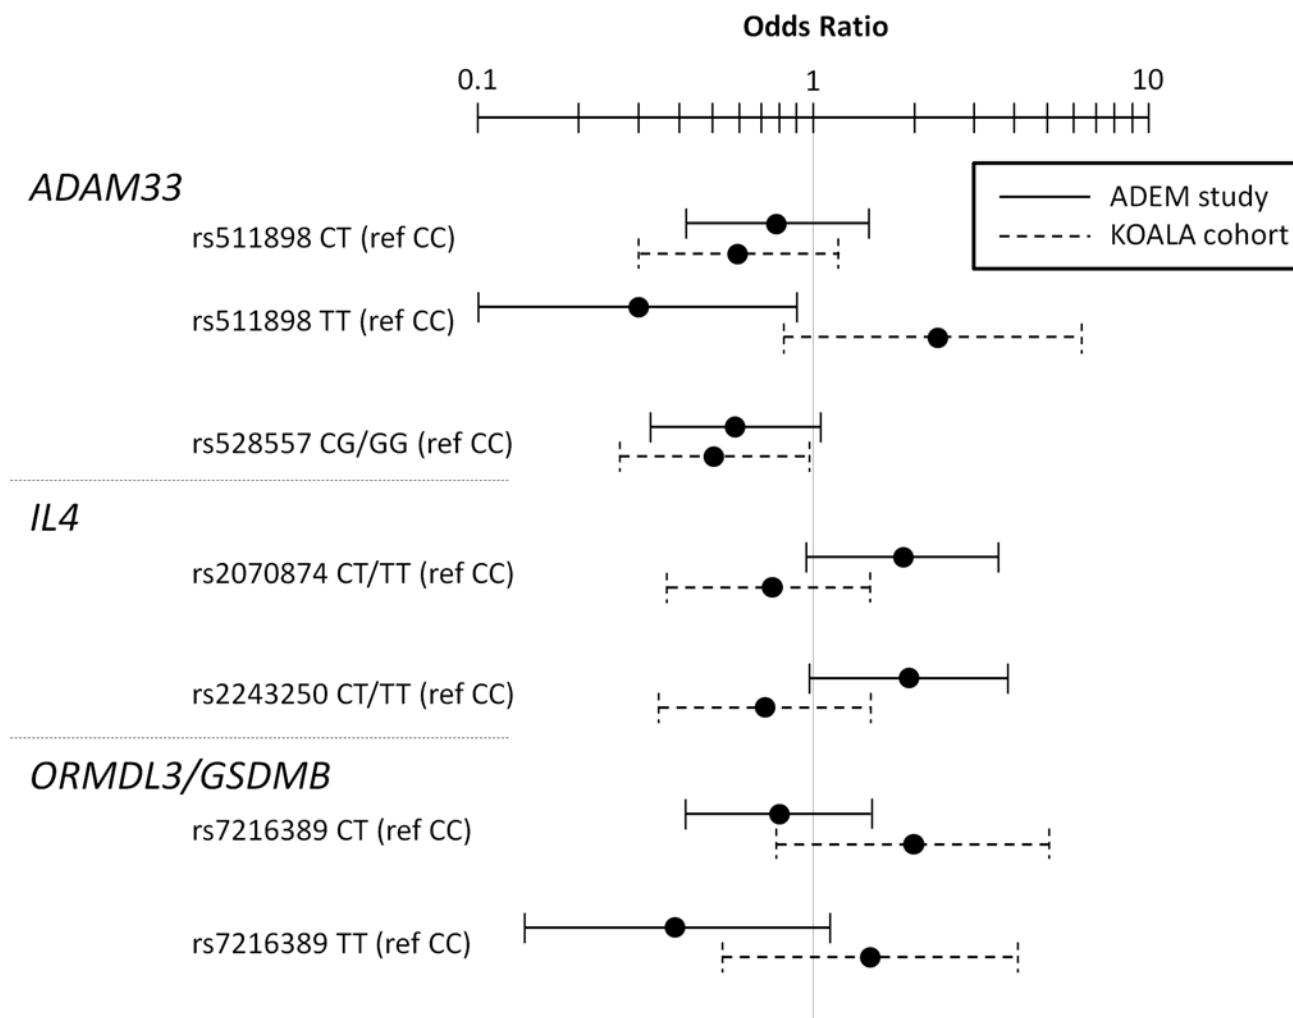 Odds Ratio
0.1 1 10
ADAM33
ADEM study
KOALA cohort
rs511898 CT (ref CC)
rs511898 TT (ref CC)
rs528557 CG/GG (ref CC)
IL4
rs2070874 CT/TT (ref CC)
rs2243250 CT/TT (ref CC)
ORMDL3/GSDMB
rs7216389 CT (ref CC)
rs7216389 TT (ref CC)